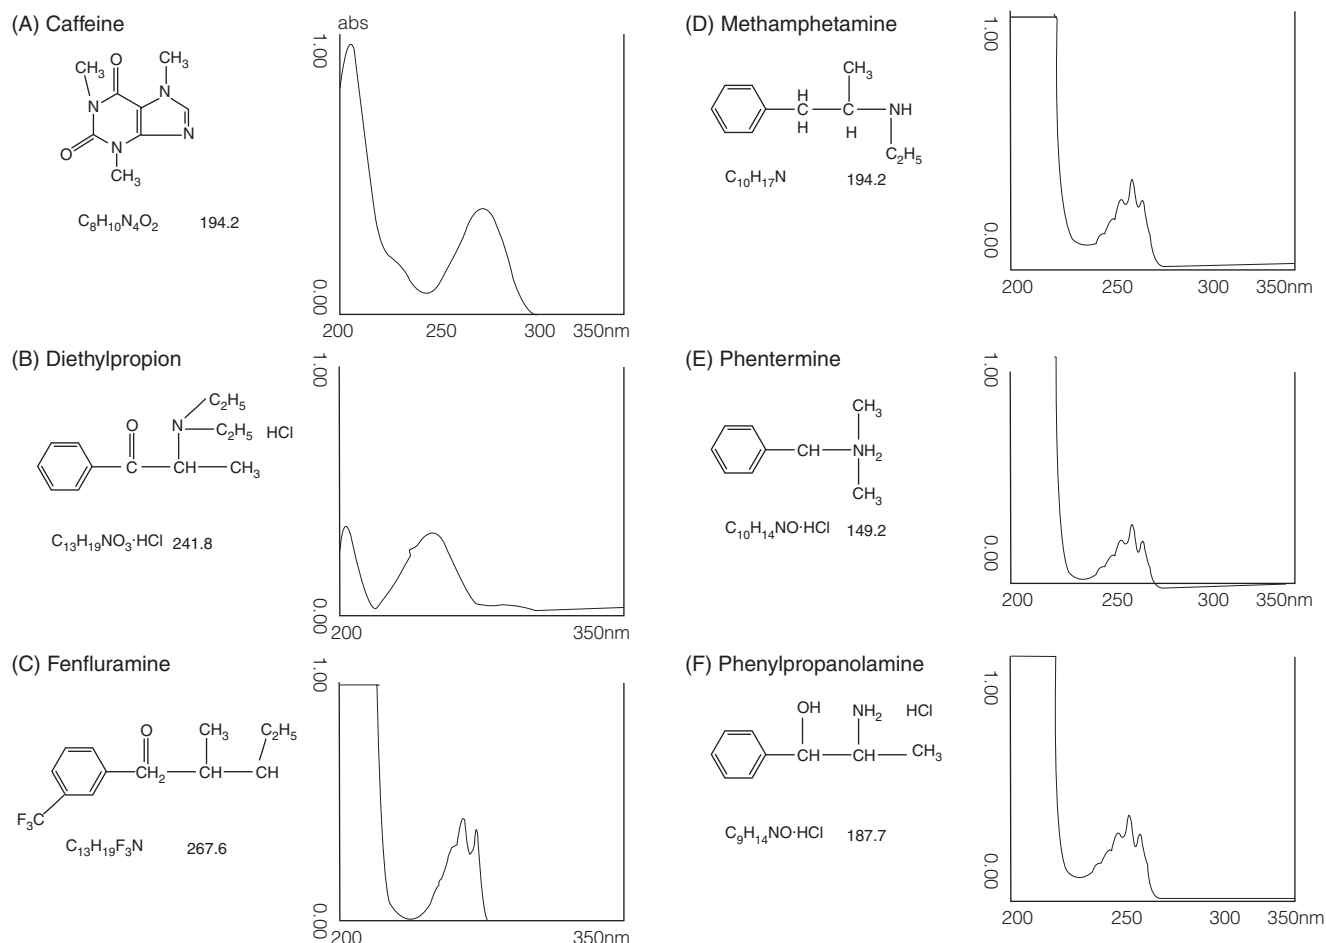 (A) Caffeine
abs
CH₃
O
CH₃
N
N
O
N
N
CH₃
C₈H₁₀N₄O₂ 194.2
1.00
0.00
200 250 300 350nm
(B) Diethylpropion
C₂H₅
O
N
C₂H₅ HCl
C
CH
CH₃
C₁₃H₁₉NO₃·HCl 241.8
1.00
0.00
200 350nm
(C) Fenfluramine
O
CH₃
C₂H₅
CH₂
CH
CH
F₃C
C₁₃H₁₉F₃N 267.6
1.00
0.00
200 350nm
(D) Methamphetamine
CH₃
H
C
H
C
H
NH
C₂H₅
C₁₀H₁₇N 194.2
1.00
0.00
200 250 300 350nm
(E) Phentermine
CH₃
CH
NH₂
CH₃
C₁₀H₁₄NO·HCl 149.2
1.00
0.00
200 250 300 350nm
(F) Phenylpropanolamine
OH
NH₂
HCl
CH
CH
CH₃
C₉H₁₄NO·HCl 187.7
1.00
0.00
200 250 300 350nm